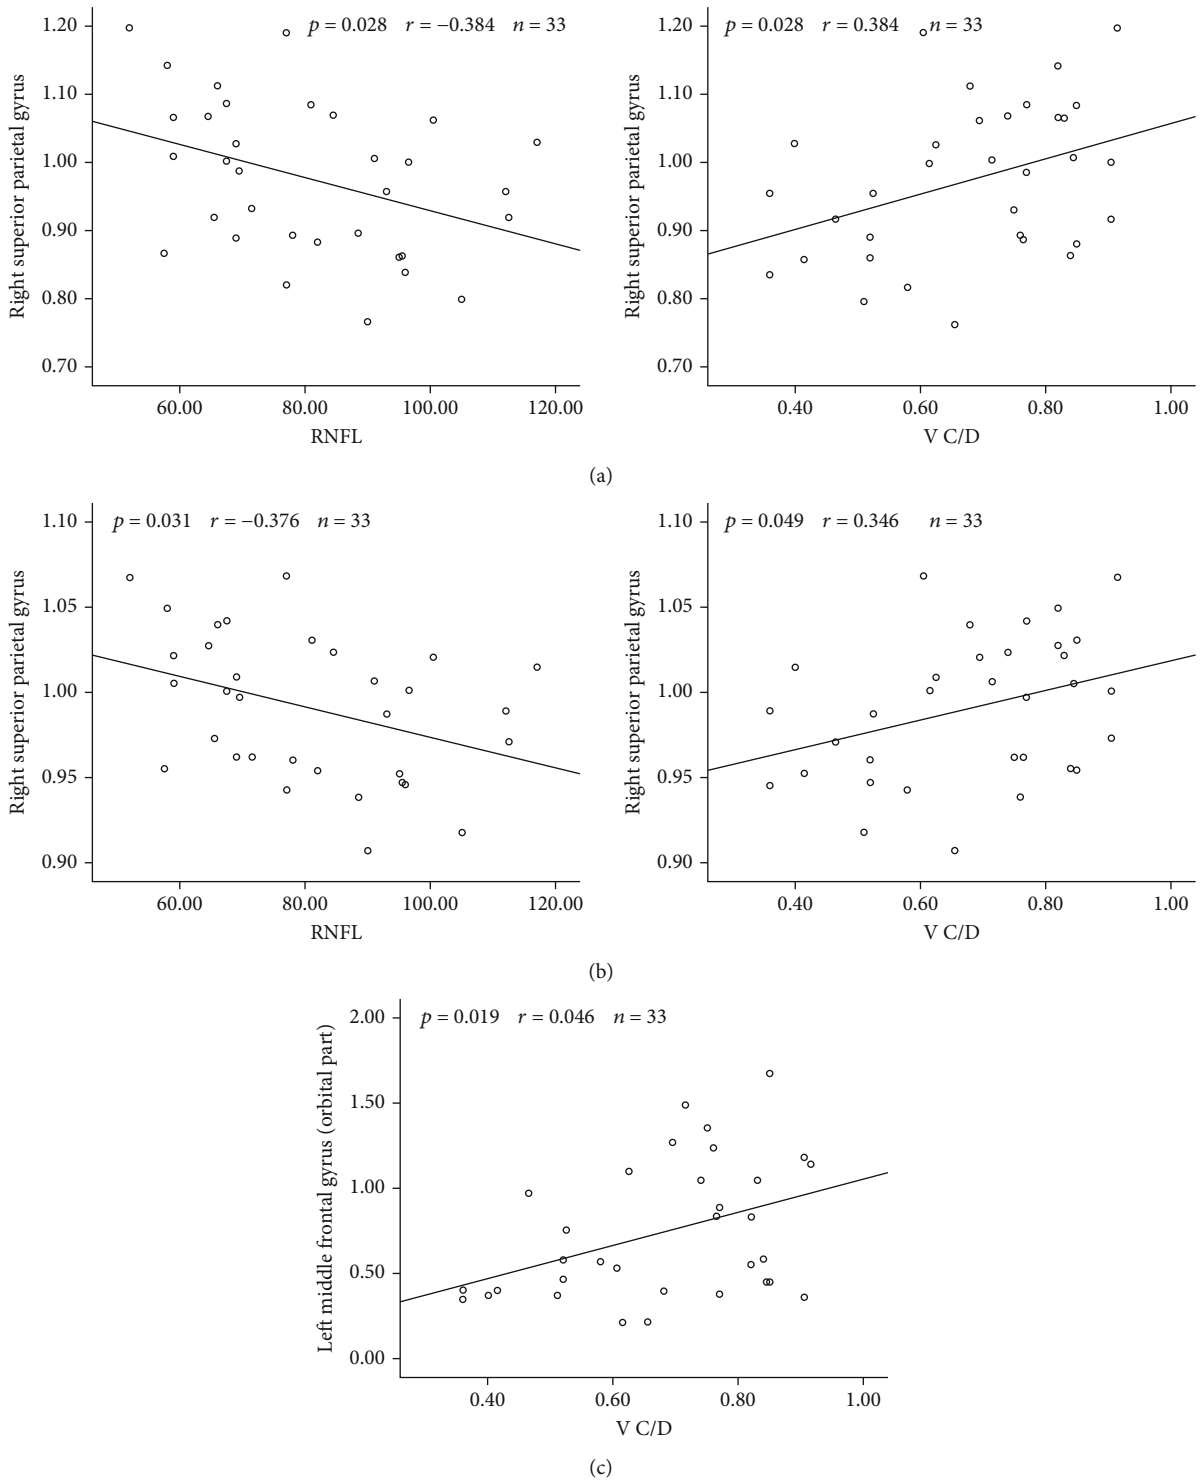 p = 0.028 r = −0.384 n = 33
1.20
1.10
1.00
0.90
0.80
0.70
Right superior parietal gyrus
60.00 80.00 100.00 120.00
RNFL
p = 0.028 r = 0.384 n = 33
1.20
1.10
1.00
0.90
0.80
0.70
Right superior parietal gyrus
0.40 0.60 0.80 1.00
V C/D
(a)
p = 0.031 r = −0.376 n = 33
1.10
1.05
1.00
0.95
0.90
Right superior parietal gyrus
60.00 80.00 100.00 120.00
RNFL
p = 0.049 r = 0.346 n = 33
1.10
1.05
1.00
0.95
0.90
Right superior parietal gyrus
0.40 0.60 0.80 1.00
V C/D
(b)
p = 0.019 r = 0.046 n = 33
2.00
1.50
1.00
0.50
0.00
Left middle frontal gyrus (orbital part)
0.40 0.60 0.80 1.00
V C/D
(c)